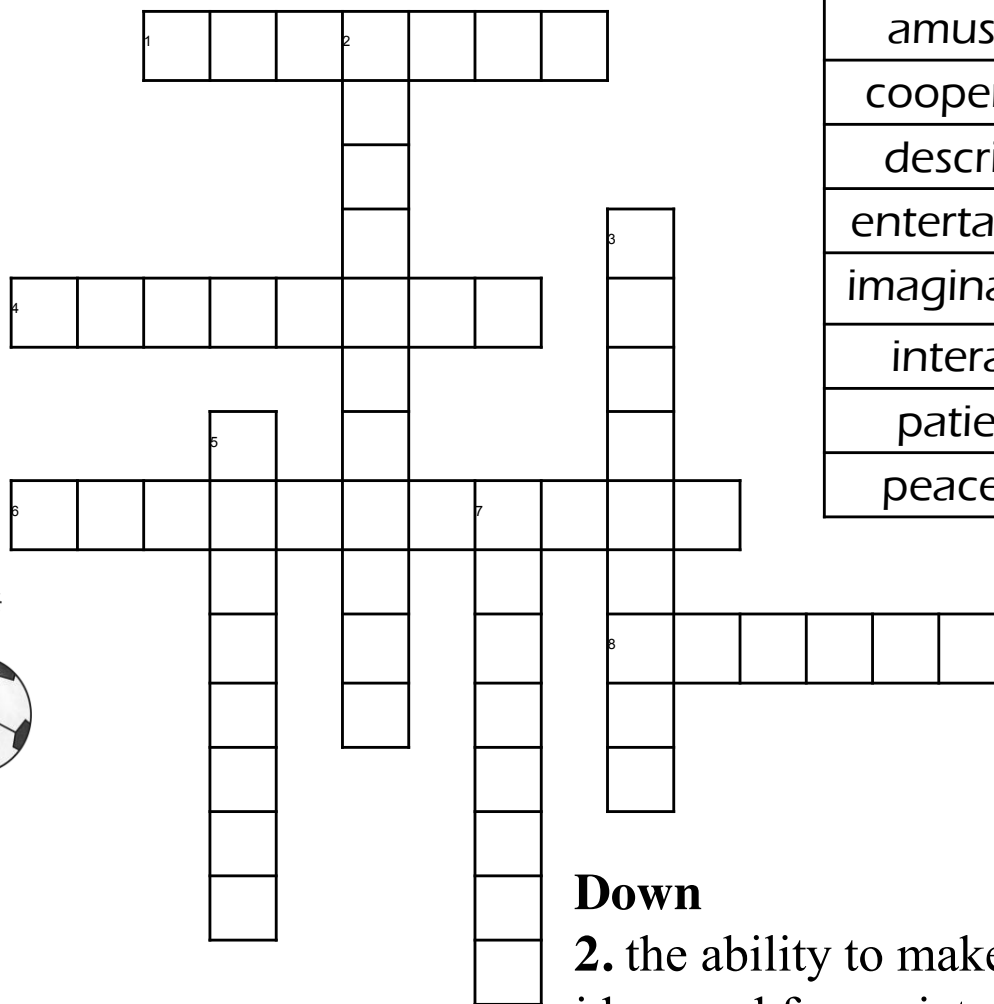 amus
cooper
descri
enterta
imagina
intera
patie
peace
1
2
3
4
5
6
7
8
Down
2. the ability to make